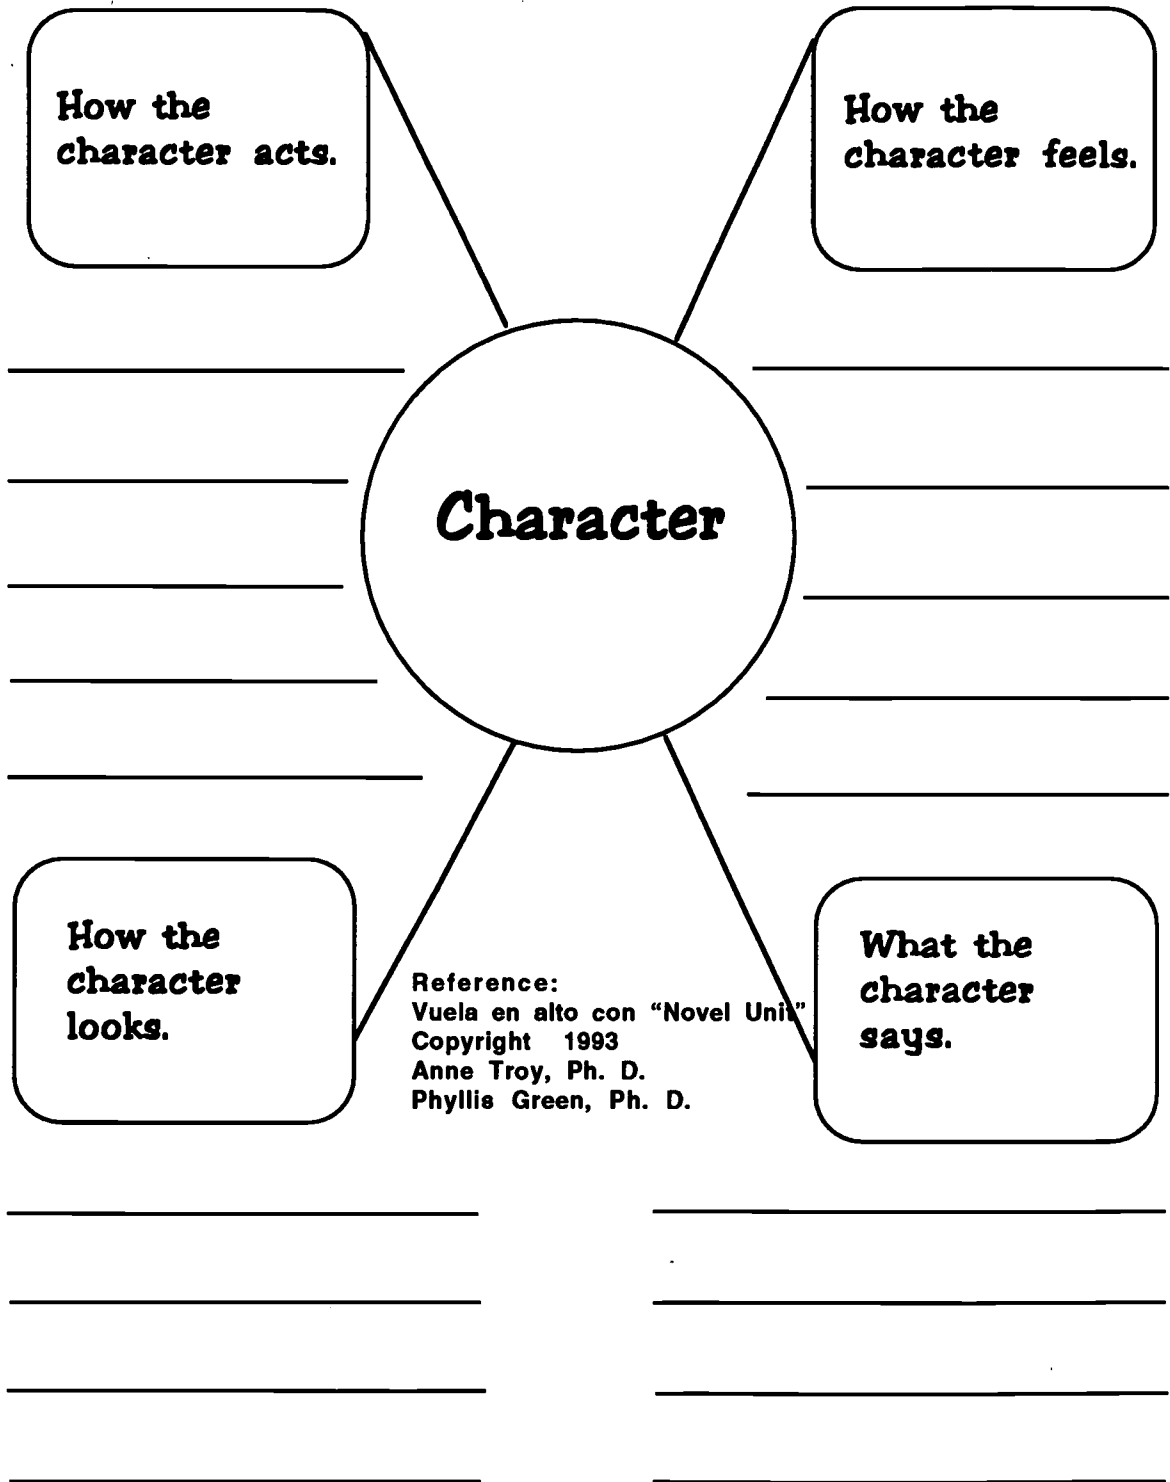 How the
character acts.
How the
character feels.
Character
How the
character
looks.
Reference:
Vuela en alto con “Novel Unit”
Copyright 1993
Anne Troy, Ph. D.
Phyllis Green, Ph. D.
What the
character
says.